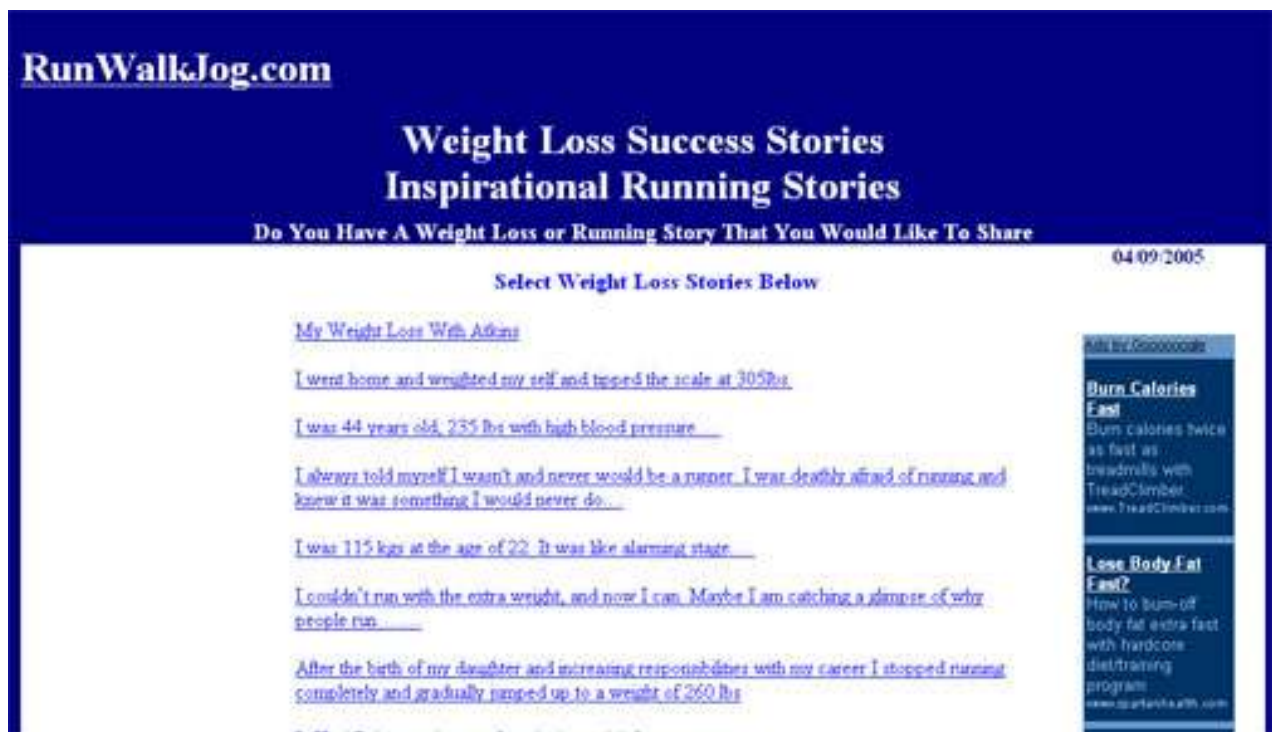 RunWalkJog.com
Weight Loss Success Stories
Inspirational Running Stories
Do You Have A Weight Loss or Running Story That You Would Like To Share
04/09/2005
Select Weight Loss Stories Below
My Weight Loss With Atkins
I went home and weighted my self and tipped the scale at 305lbs
I was 44 years old, 235 lbs with high blood pressure.....
I always told myself I wasn't and never would be a runner. I was deathly afraid of running and
knew it was something I would never do....
I was 115 kgs at the age of 22. It was like alarming stage.....
I couldn't run with the extra weight, and now I can. Maybe I am catching a glimpse of why
people run.........
After the birth of my daughter and increasing responsibilities with my career I stopped running
completely and gradually jumped up to a weight of 260 lbs
Ads by Goooooogle
Burn Calories
Fast
Burn calories twice
as fast as
treadmills with
TreadClimber.
www.TreadClimber.com
Lose Body Fat
Fast?
How to burn-off
body fat extra fast
with hardcore
diet/training
program
www.spartanhealth.com